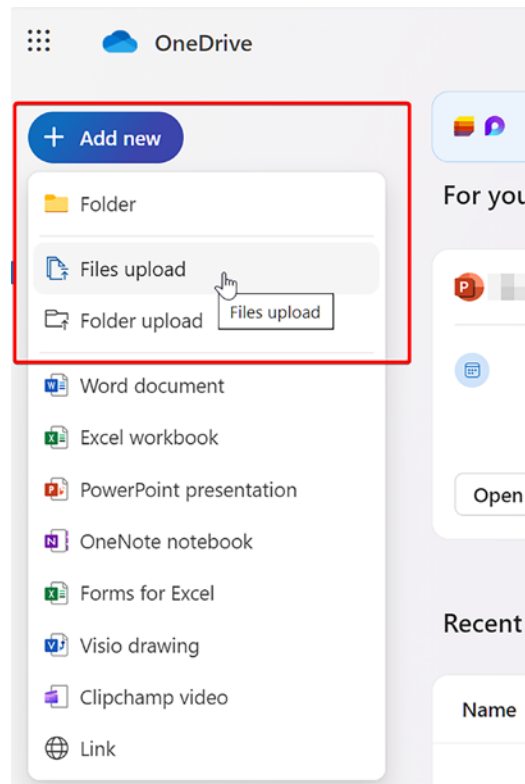 OneDrive
Add new
Folder
Files upload
Folder upload
Files upload
Word document
Excel workbook
PowerPoint presentation
OneNote notebook
Forms for Excel
Visio drawing
Clipchamp video
Link
For you
Open
Recent
Name